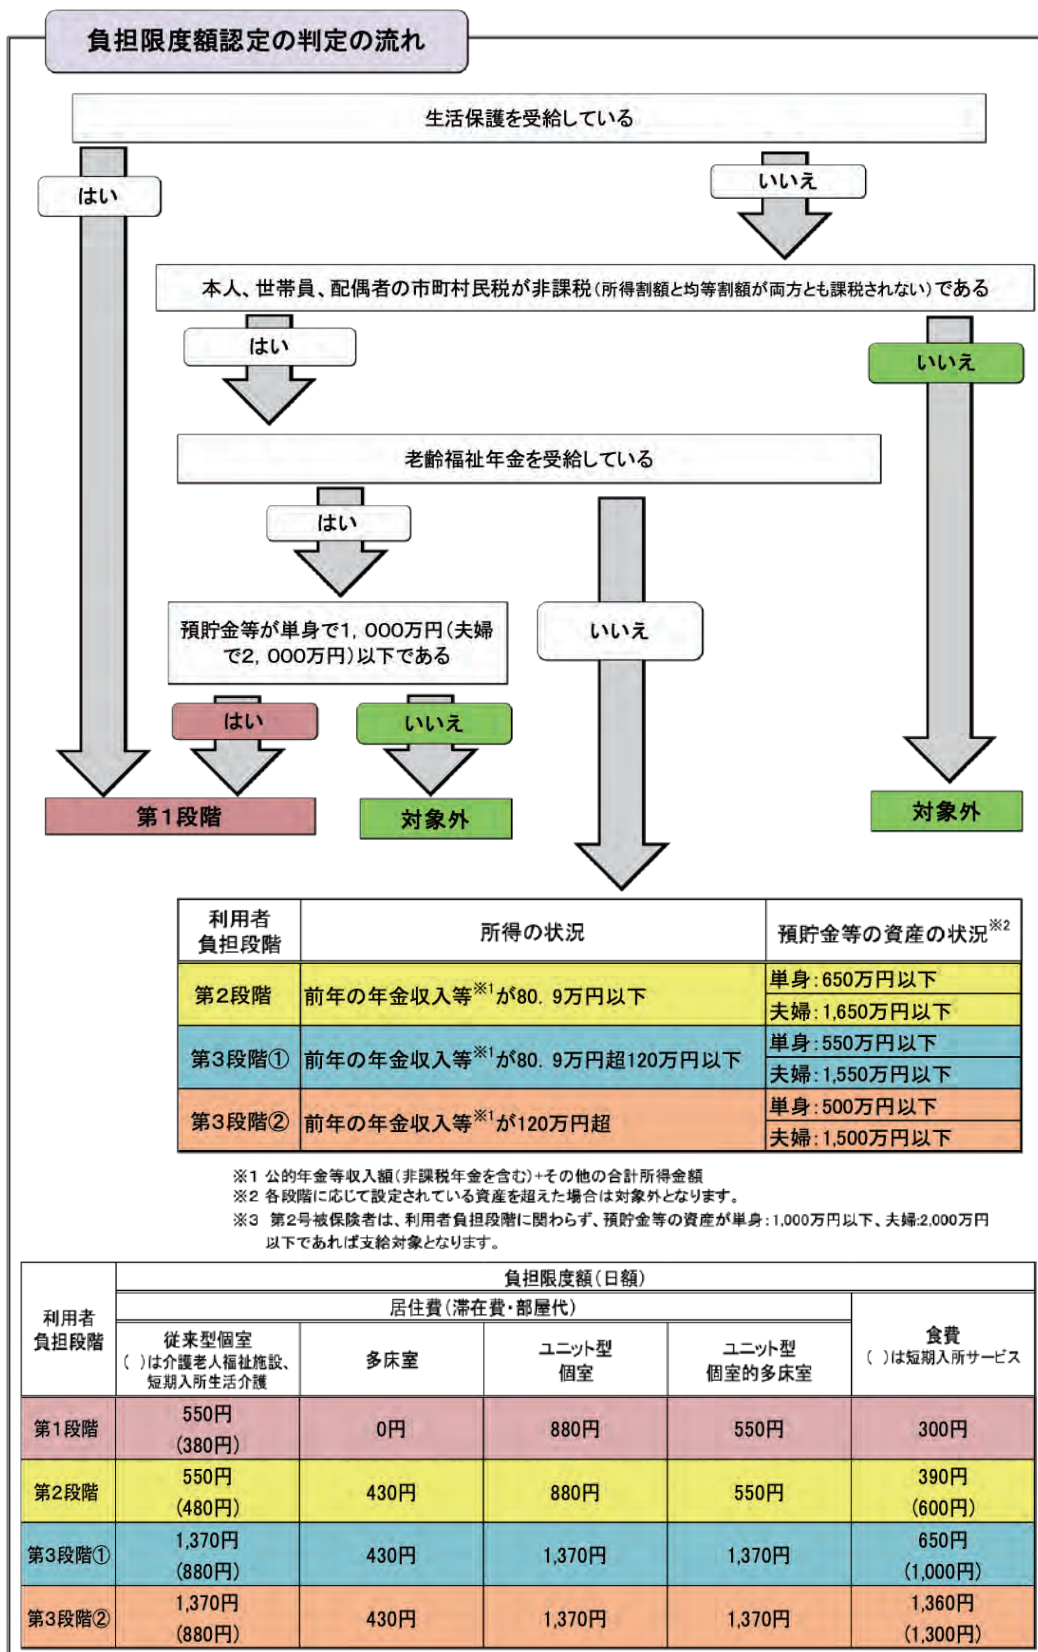 負担限度額認定の判定の流れ
生活保護を受給している
はい
いいえ
本人、世帯員、配偶者の市町村民税が非課税(所得割額と均等割額が両方とも課税されない)である
はい
いいえ
老齢福祉年金を受給している
はい
いいえ
預貯金等が単身で1,000万円(夫婦
で2,000万円)以下である
はい
いいえ
第1段階
対象外
対象外
利用者
負担段階
所得の状況
預貯金等の資産の状況※2
第2段階
前年の年金収入等※1が80.9万円以下
単身:650万円以下
夫婦:1,650万円以下
第3段階①
前年の年金収入等※1が80.9万円超120万円以下
単身:550万円以下
夫婦:1,550万円以下
第3段階②
前年の年金収入等※1が120万円超
単身:500万円以下
夫婦:1,500万円以下
※1 公的年金等収入額(非課税年金を含む)+その他の合計所得金額
※2 各段階に応じて設定されている資産を超えた場合は対象外となります。
※3 第2号被保険者は、利用者負担段階に関わらず、預貯金等の資産が単身:1,000万円以下、夫婦:2,000万円
以下であれば支給対象となります。
利用者
負担段階
負担限度額(日額)
居住費(滞在費・部屋代)
従来型個室
( )は介護老人福祉施設、
短期入所生活介護
多床室
ユニット型
個室
ユニット型
個室的多床室
食費
( )は短期入所サービス
第1段階
550円
(380円)
0円
880円
550円
300円
第2段階
550円
(480円)
430円
880円
550円
390円
(600円)
第3段階①
1,370円
(880円)
430円
1,370円
1,370円
650円
(1,000円)
第3段階②
1,370円
(880円)
430円
1,370円
1,370円
1,360円
(1,300円)